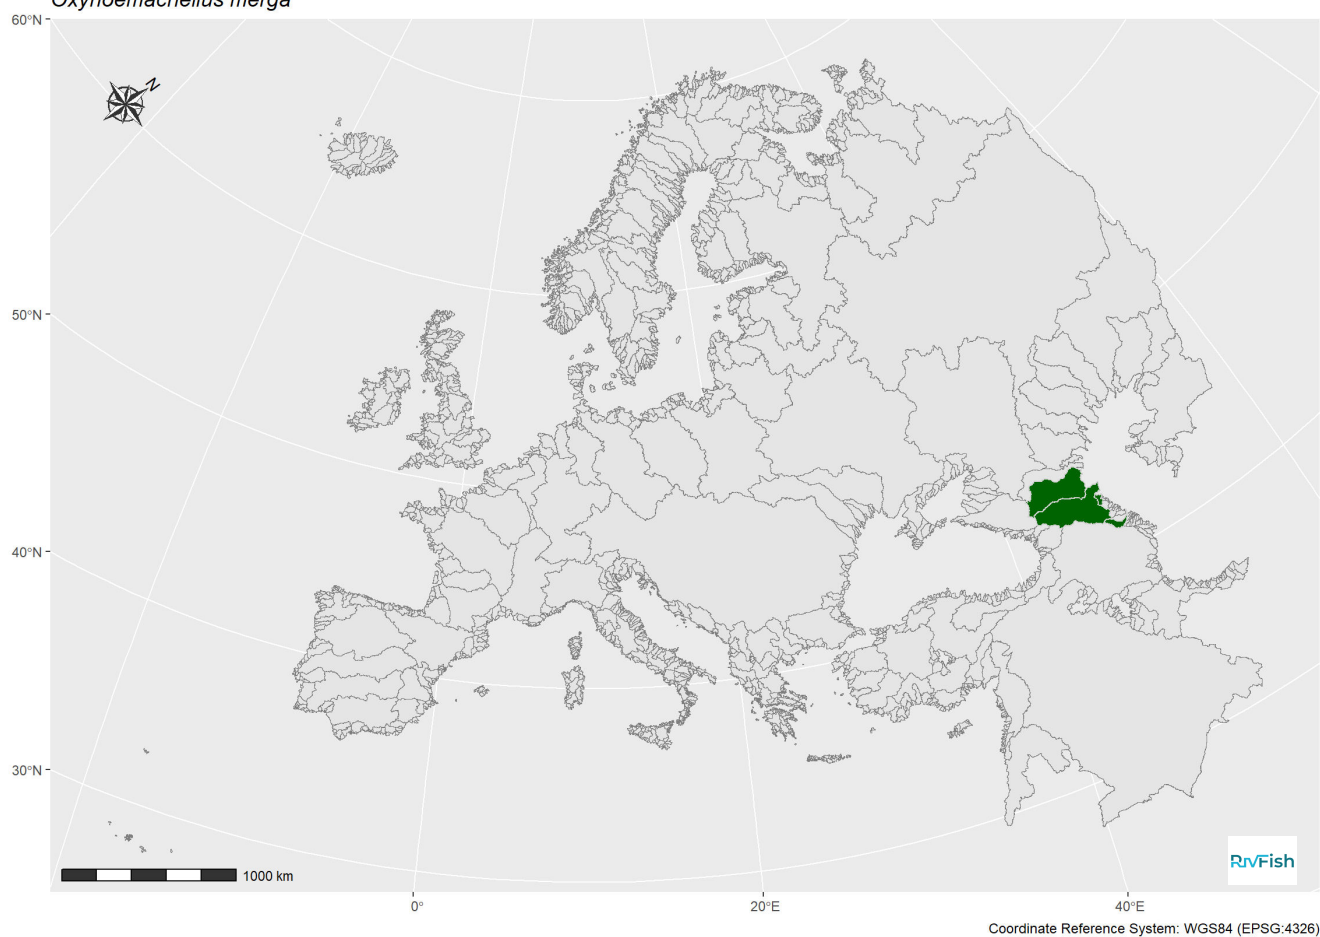 Oxynoemacheilus merga
60°N
N
50°N
40°N
30°N
1000 km
RIVFish
0°
20°E
40°E
Coordinate Reference System: WGS84 (EPSG:4326)